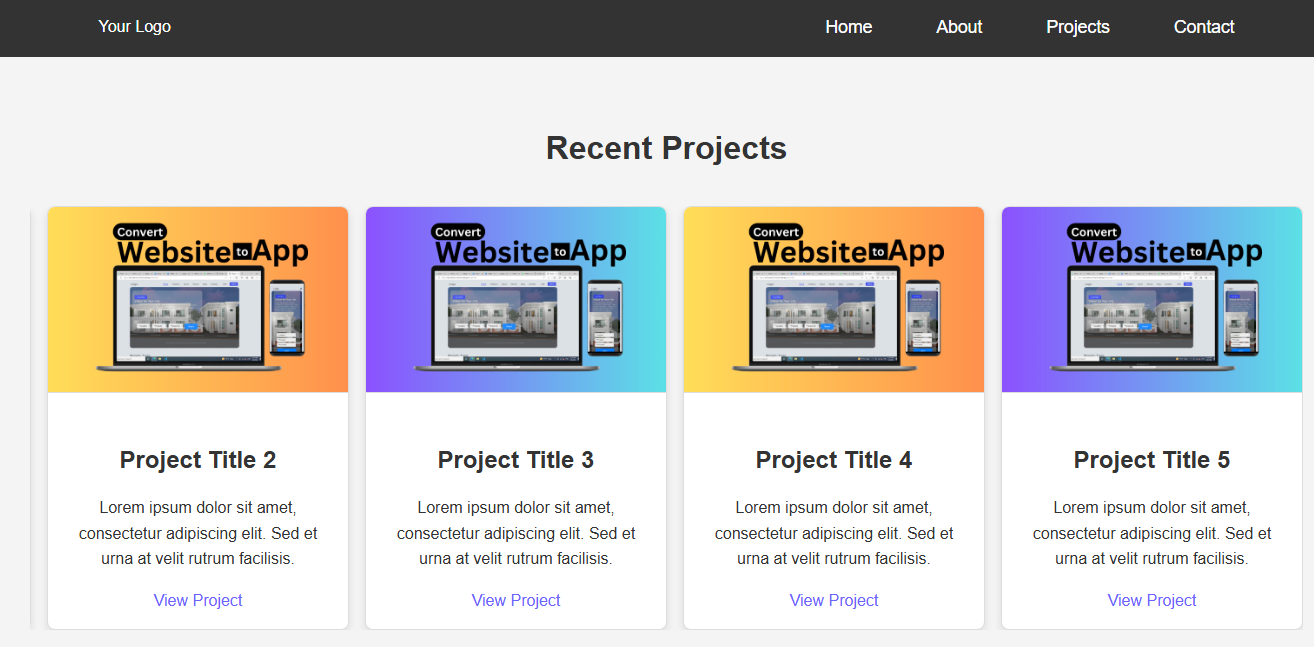 Your Logo
Home
About
Projects
Contact
Recent Projects
Convert
Website to App
Project Title 2
Lorem ipsum dolor sit amet,
consectetur adipiscing elit. Sed et
urna at velit rutrum facilisis.
View Project
Convert
Website to App
Project Title 3
Lorem ipsum dolor sit amet,
consectetur adipiscing elit. Sed et
urna at velit rutrum facilisis.
View Project
Convert
Website to App
Project Title 4
Lorem ipsum dolor sit amet,
consectetur adipiscing elit. Sed et
urna at velit rutrum facilisis.
View Project
Convert
Website to App
Project Title 5
Lorem ipsum dolor sit amet,
consectetur adipiscing elit. Sed et
urna at velit rutrum facilisis.
View Project